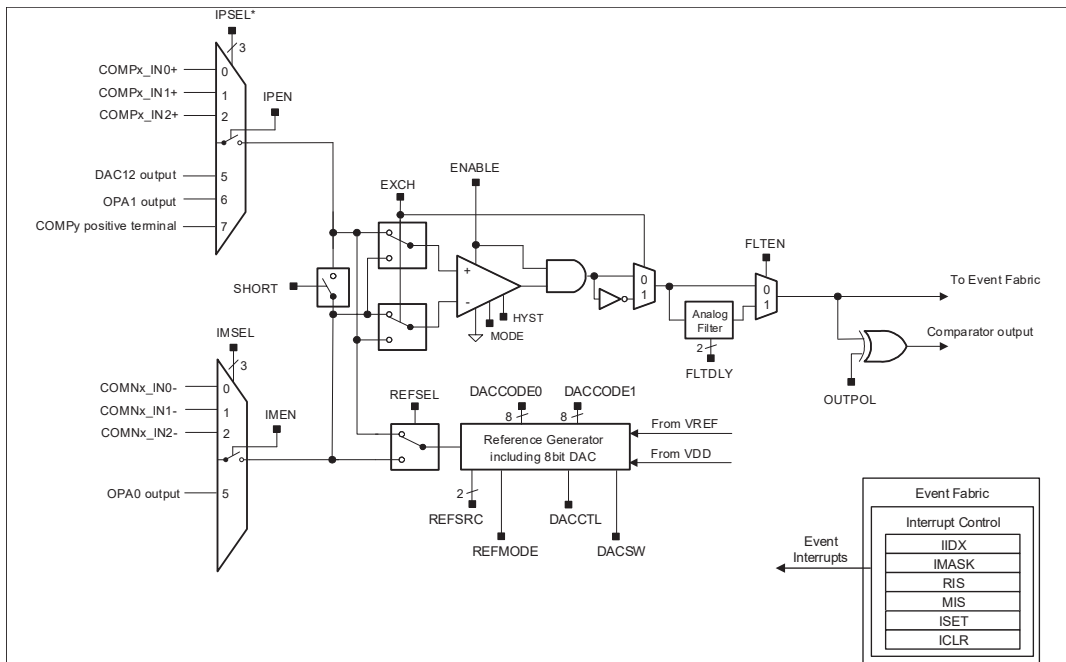 IPSEL*
3
COMPx_IN0+
0
COMPx_IN1+
1
COMPx_IN2+
2
IPEN
DAC12 output
5
OPA1 output
6
COMPy positive terminal
7
ENABLE
EXCH
FLTEN
SHORT
+
-
HYST
MODE
0
1
0
1
Analog
Filter
2
FLTDLY
To Event Fabric
Comparator output
OUTPOL
IMSEL
3
COMNx_IN0-
0
COMNx_IN1-
1
COMNx_IN2-
2
IMEN
OPA0 output
5
REFSEL
DACCODE0
DACCODE1
8
8
Reference Generator
including 8bit DAC
From VREF
From VDD
2
REFSRC
REFMODE
DACCTL
DACSW
Event
Interrupts
Event Fabric
Interrupt Control
IIDX
IMASK
RIS
MIS
ISET
ICLR